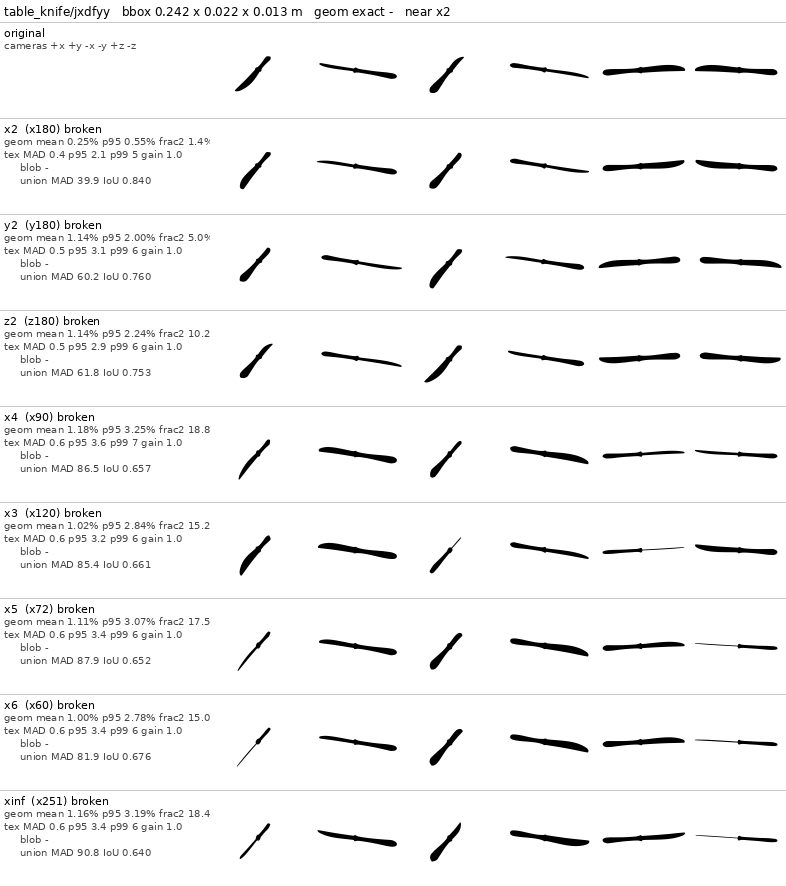 table_knife/jxdfyy   bbox 0.242 x 0.022 x 0.013 m   geom exact -   near x2
original
cameras +x +y -x -y +z -z
x2  (x180) broken
geom mean 0.25% p95 0.55% frac2 1.4%
tex MAD 0.4 p95 2.1 p99 5 gain 1.0
blob -
union MAD 39.9 IoU 0.840
y2  (y180) broken
geom mean 1.14% p95 2.00% frac2 5.0%
tex MAD 0.5 p95 3.1 p99 6 gain 1.0
blob -
union MAD 60.2 IoU 0.760
z2  (z180) broken
geom mean 1.14% p95 2.24% frac2 10.2
tex MAD 0.5 p95 2.9 p99 6 gain 1.0
blob -
union MAD 61.8 IoU 0.753
x4  (x90) broken
geom mean 1.18% p95 3.25% frac2 18.8
tex MAD 0.6 p95 3.6 p99 7 gain 1.0
blob -
union MAD 86.5 IoU 0.657
x3  (x120) broken
geom mean 1.02% p95 2.84% frac2 15.2
tex MAD 0.6 p95 3.2 p99 6 gain 1.0
blob -
union MAD 85.4 IoU 0.661
x5  (x72) broken
geom mean 1.11% p95 3.07% frac2 17.5
tex MAD 0.6 p95 3.4 p99 6 gain 1.0
blob -
union MAD 87.9 IoU 0.652
x6  (x60) broken
geom mean 1.00% p95 2.78% frac2 15.0
tex MAD 0.6 p95 3.4 p99 6 gain 1.0
blob -
union MAD 81.9 IoU 0.676
xinf  (x251) broken
geom mean 1.16% p95 3.19% frac2 18.4
tex MAD 0.6 p95 3.4 p99 6 gain 1.0
blob -
union MAD 90.8 IoU 0.640